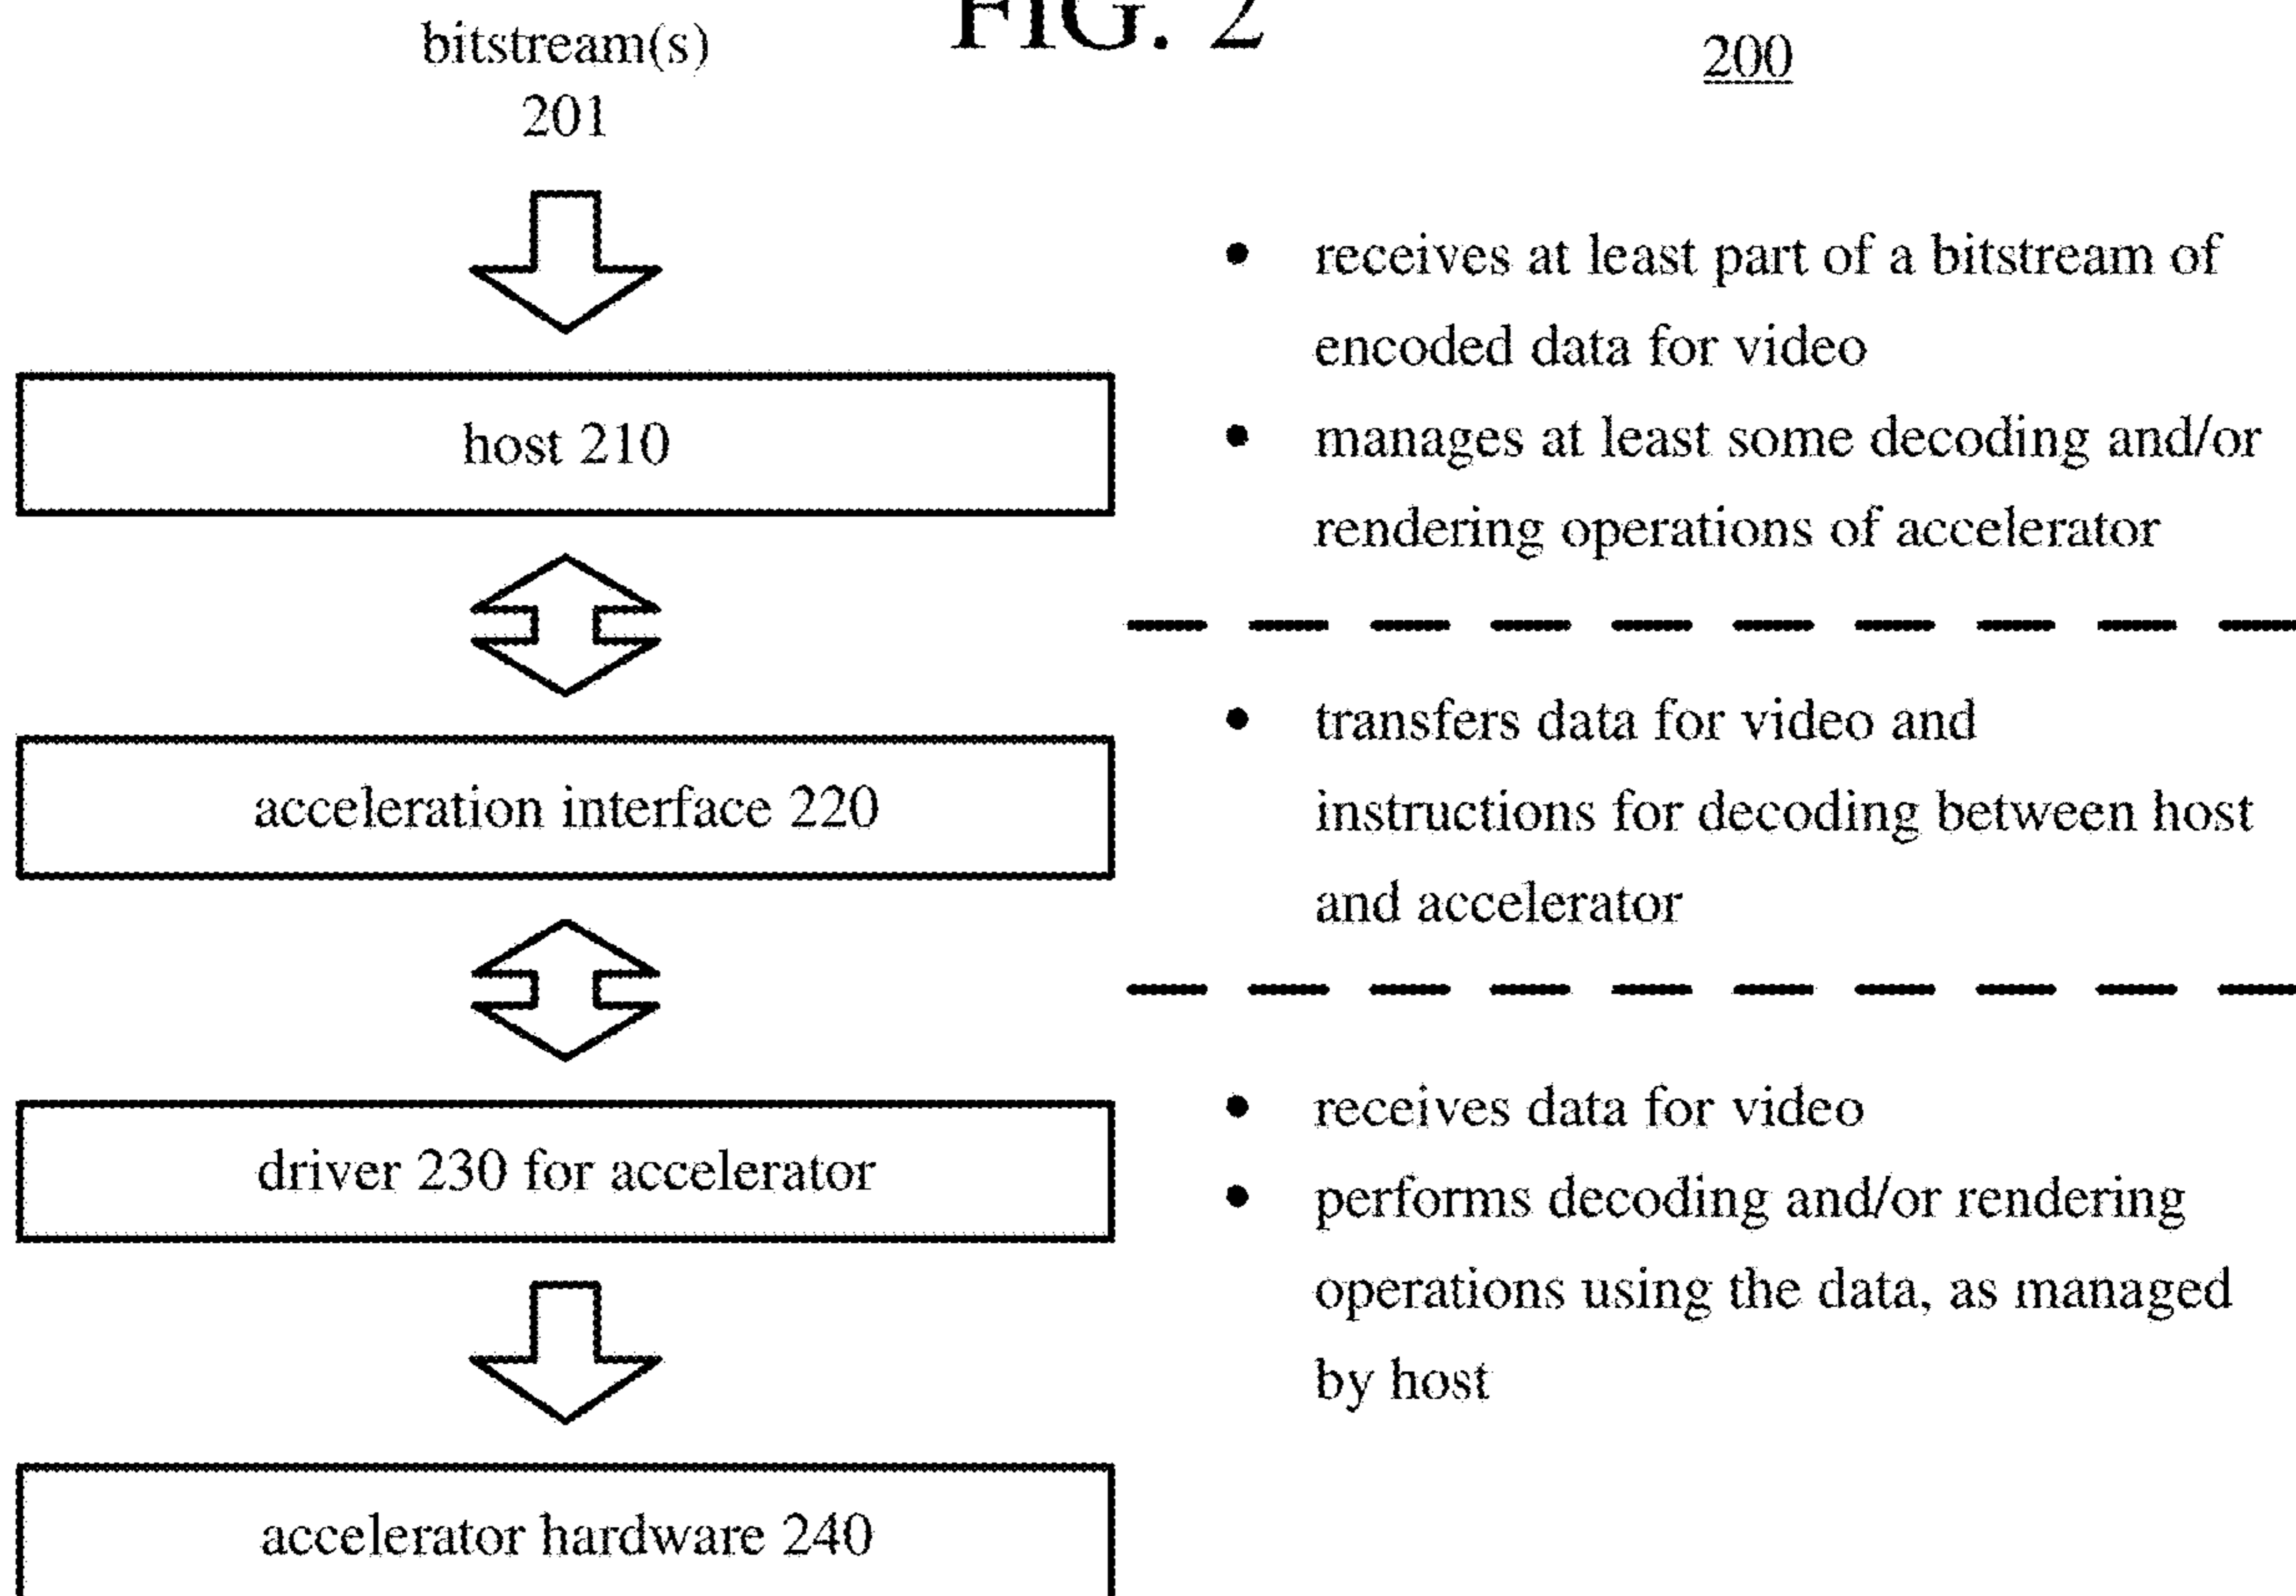 FIG. 2
200
bitstream(s)
201
host 210
acceleration interface 220
driver 230 for accelerator
accelerator hardware 240
• receives at least part of a bitstream of
encoded data for video
• manages at least some decoding and/or
rendering operations of accelerator
• transfers data for video and
instructions for decoding between host
and accelerator
• receives data for video
• performs decoding and/or rendering
operations using the data, as managed
by host